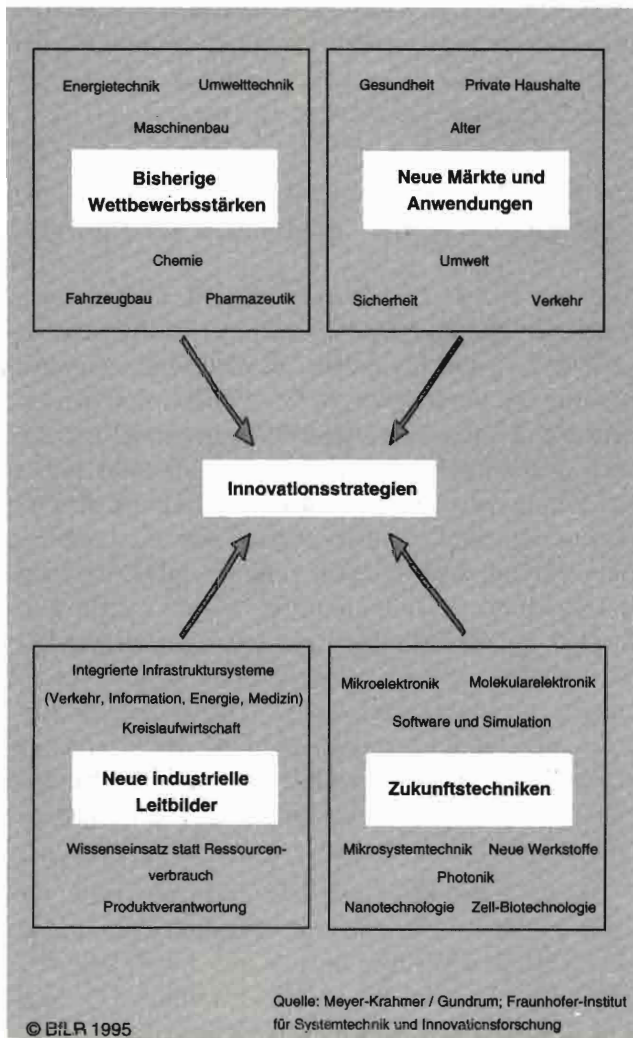 Energietechnik Umwelttechnik
Maschinenbau
Bisherige
Wettbewerbsstärken
Chemie
Fahrzeugbau Pharmazeutik
Gesundheit Private Haushalte
Alter
Neue Märkte und
Anwendungen
Umwelt
Sicherheit Verkehr
Innovationsstrategien
Integrierte Infrastruktursysteme
(Verkehr, Information, Energie, Medizin)
Kreislaufwirtschaft
Neue industrielle
Leitbilder
Wissenseinsatz statt Ressourcen-
verbrauch
Produktverantwortung
Mikroelektronik Molekularelektronik
Software und Simulation
Zukunftstechniken
Mikrosystemtechnik Neue Werkstoffe
Photonik
Nanotechnologie Zell-Biotechnologie
© BfLR 1995
Quelle: Meyer-Krahmer / Gundrum; Fraunhofer-Institut
für Systemtechnik und Innovationsforschung